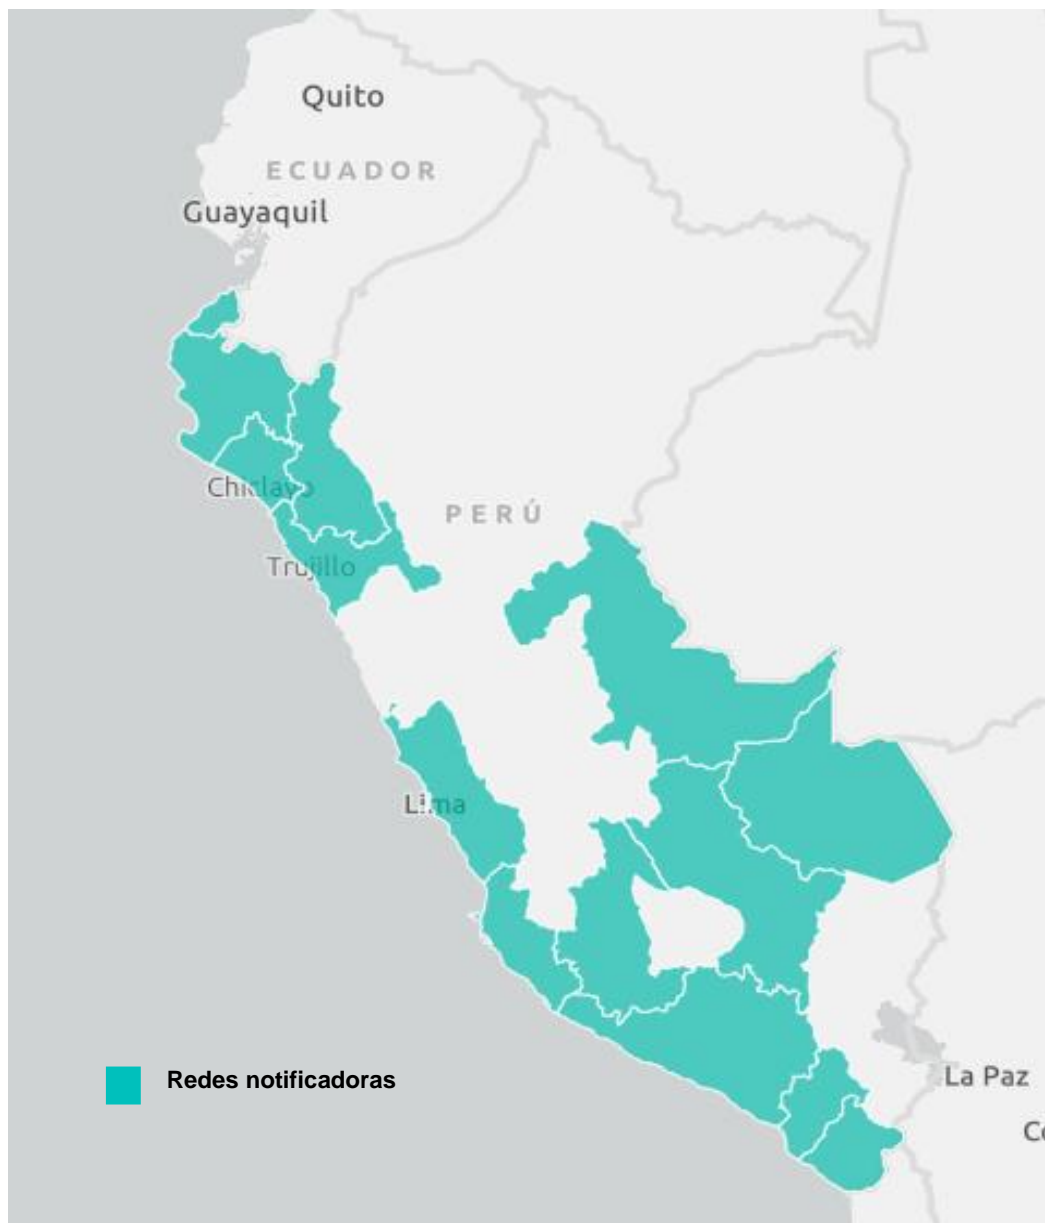 Quito
ECUADOR
Guayaquil
Chiclayo
PERÚ
Trujillo
Lima
Redes notificadoras
La Paz